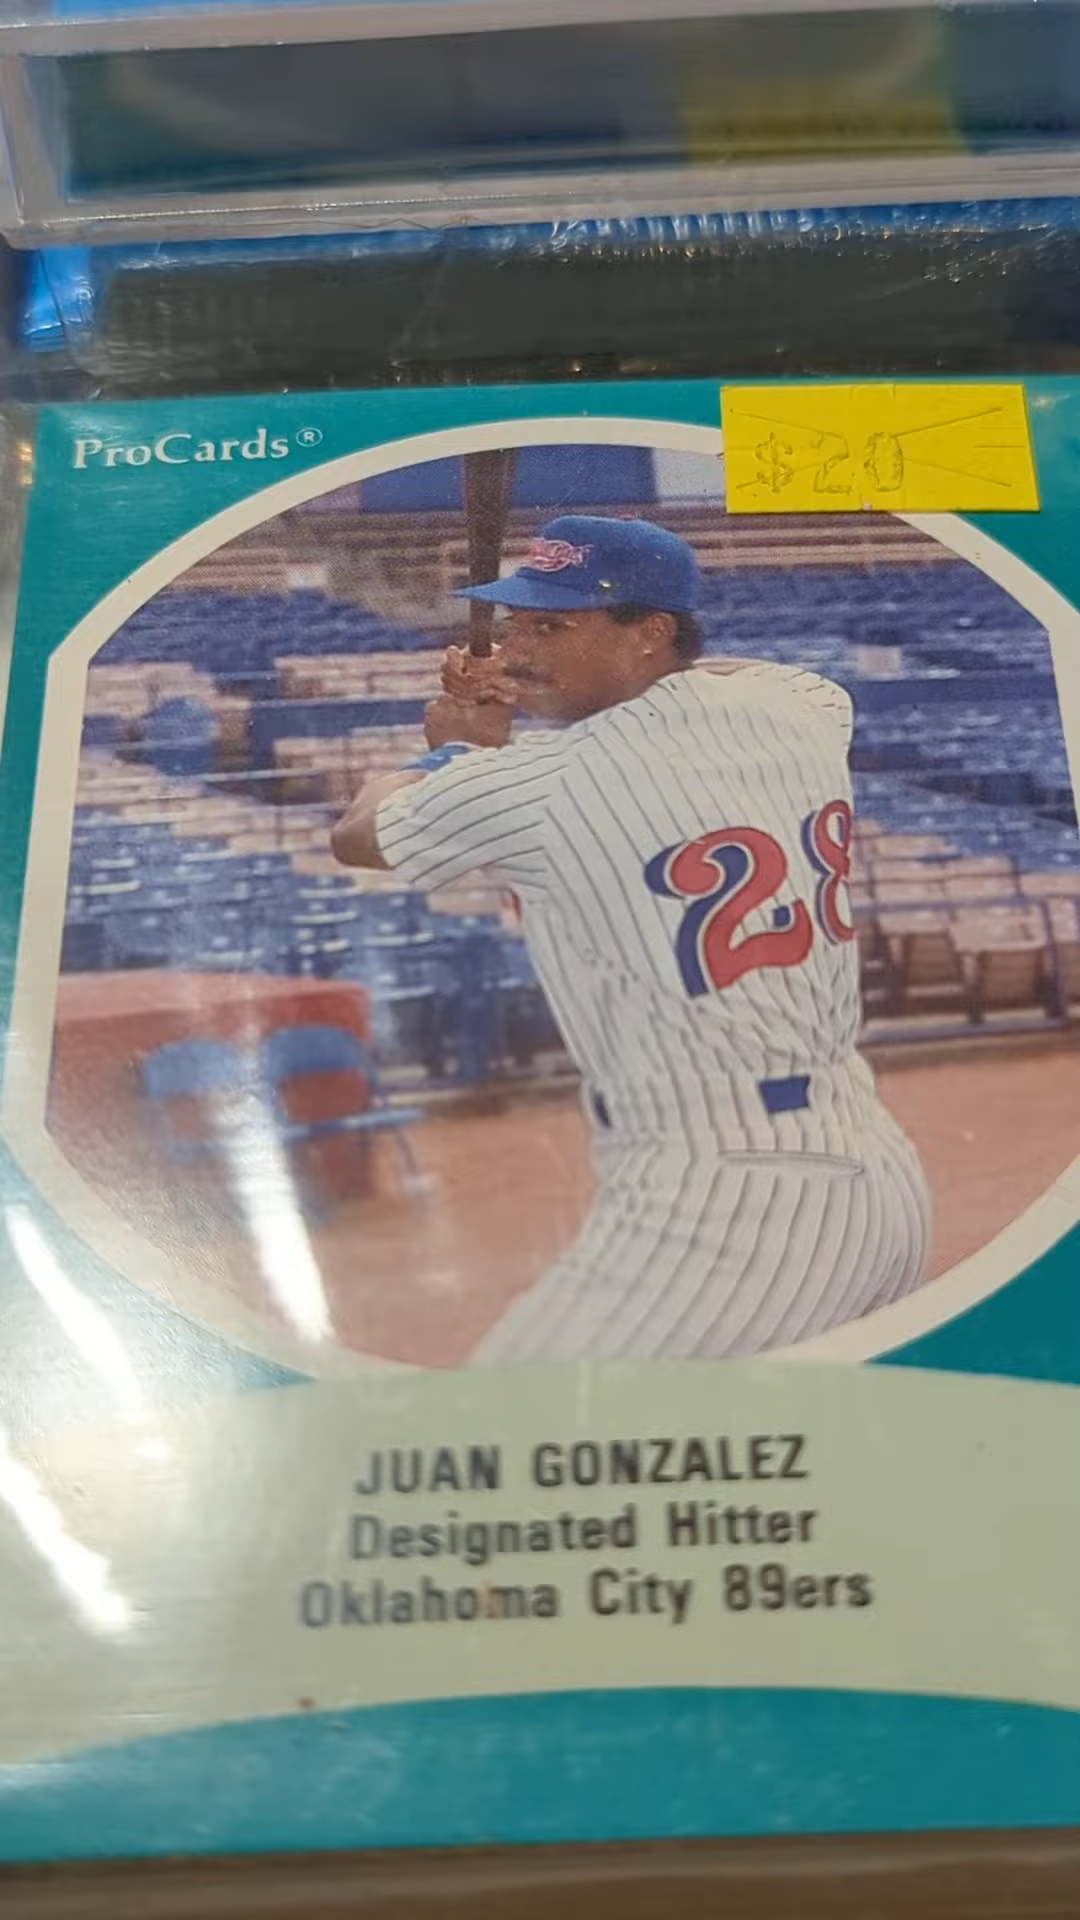 ProCards®
$20
28
JUAN GONZALEZ
Designated Hitter
Oklahoma City 89ers